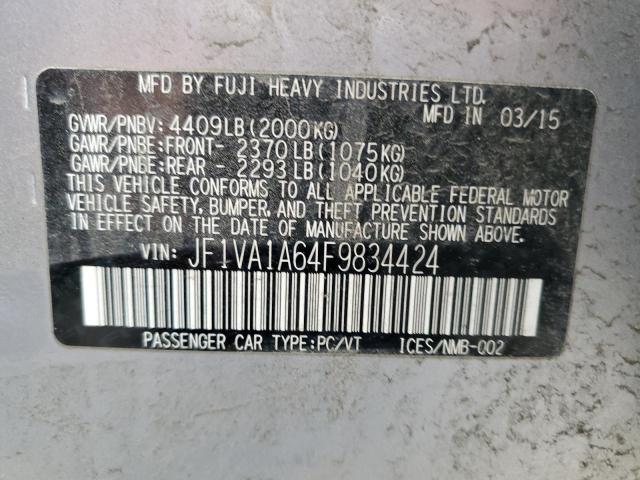 MFD BY FUJI HEAVY INDUSTRIES LTD.
MFD IN 03/15
GVWR/PNBV: 4409LB(2000KG)
GAWR/PNBE:FRONT- 2370LB(1075KG)
GAWR/PNBE:REAR - 2293LB(1040KG)
THIS VEHICLE CONFORMS TO ALL APPLICABLE FEDERAL MOTOR
VEHICLE SAFETY, BUMPER, AND THEFT PREVENTION STANDARDS
IN EFFECT ON THE DATE OF MANUFACTURE SHOWN ABOVE.
VIN: JF1VA1A64F9834424
PASSENGER CAR TYPE:PC/VT ICES/NMB-002